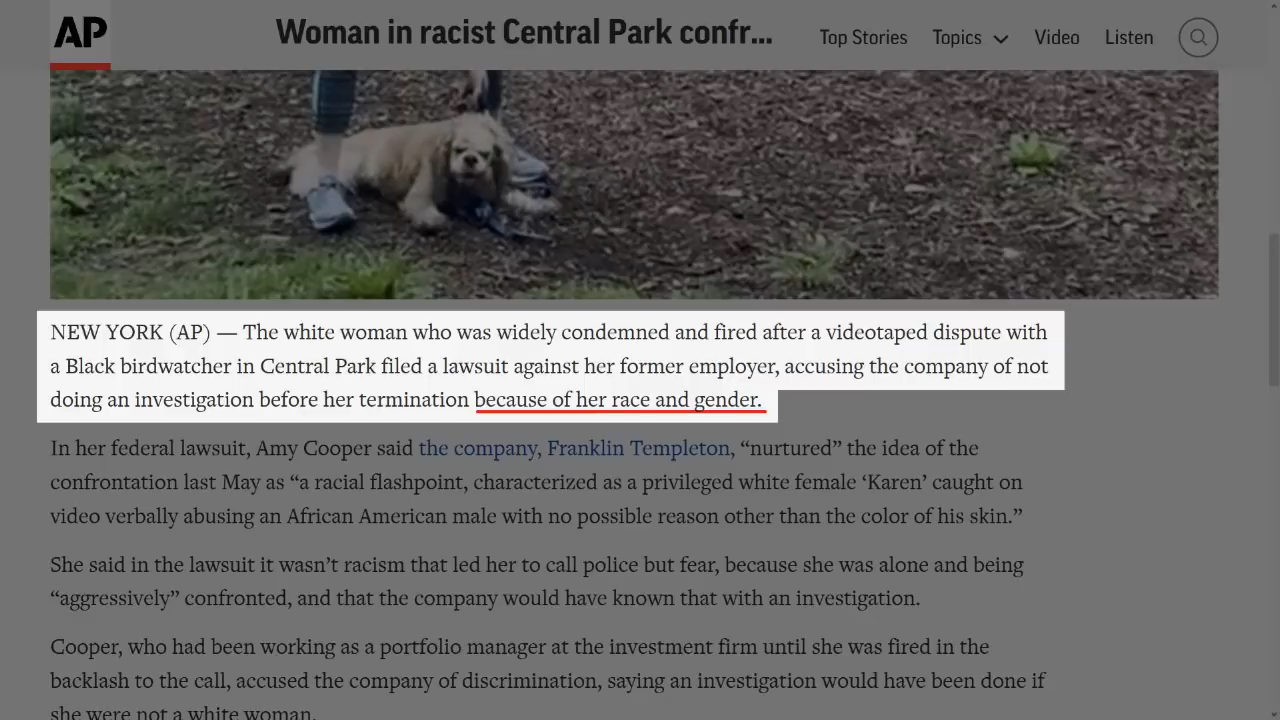 AP
Woman in racist Central Park confr...
Top Stories
Topics
Video
Listen
NEW YORK (AP) — The white woman who was widely condemned and fired after a videotaped dispute with
a Black birdwatcher in Central Park filed a lawsuit against her former employer, accusing the company of not
doing an investigation before her termination because of her race and gender.
In her federal lawsuit, Amy Cooper said the company, Franklin Templeton, “nurtured” the idea of the
confrontation last May as “a racial flashpoint, characterized as a privileged white female ‘Karen’ caught on
video verbally abusing an African American male with no possible reason other than the color of his skin.”
She said in the lawsuit it wasn’t racism that led her to call police but fear, because she was alone and being
“aggressively” confronted, and that the company would have known that with an investigation.
Cooper, who had been working as a portfolio manager at the investment firm until she was fired in the
backlash to the call, accused the company of discrimination, saying an investigation would have been done if
she were not a white woman.